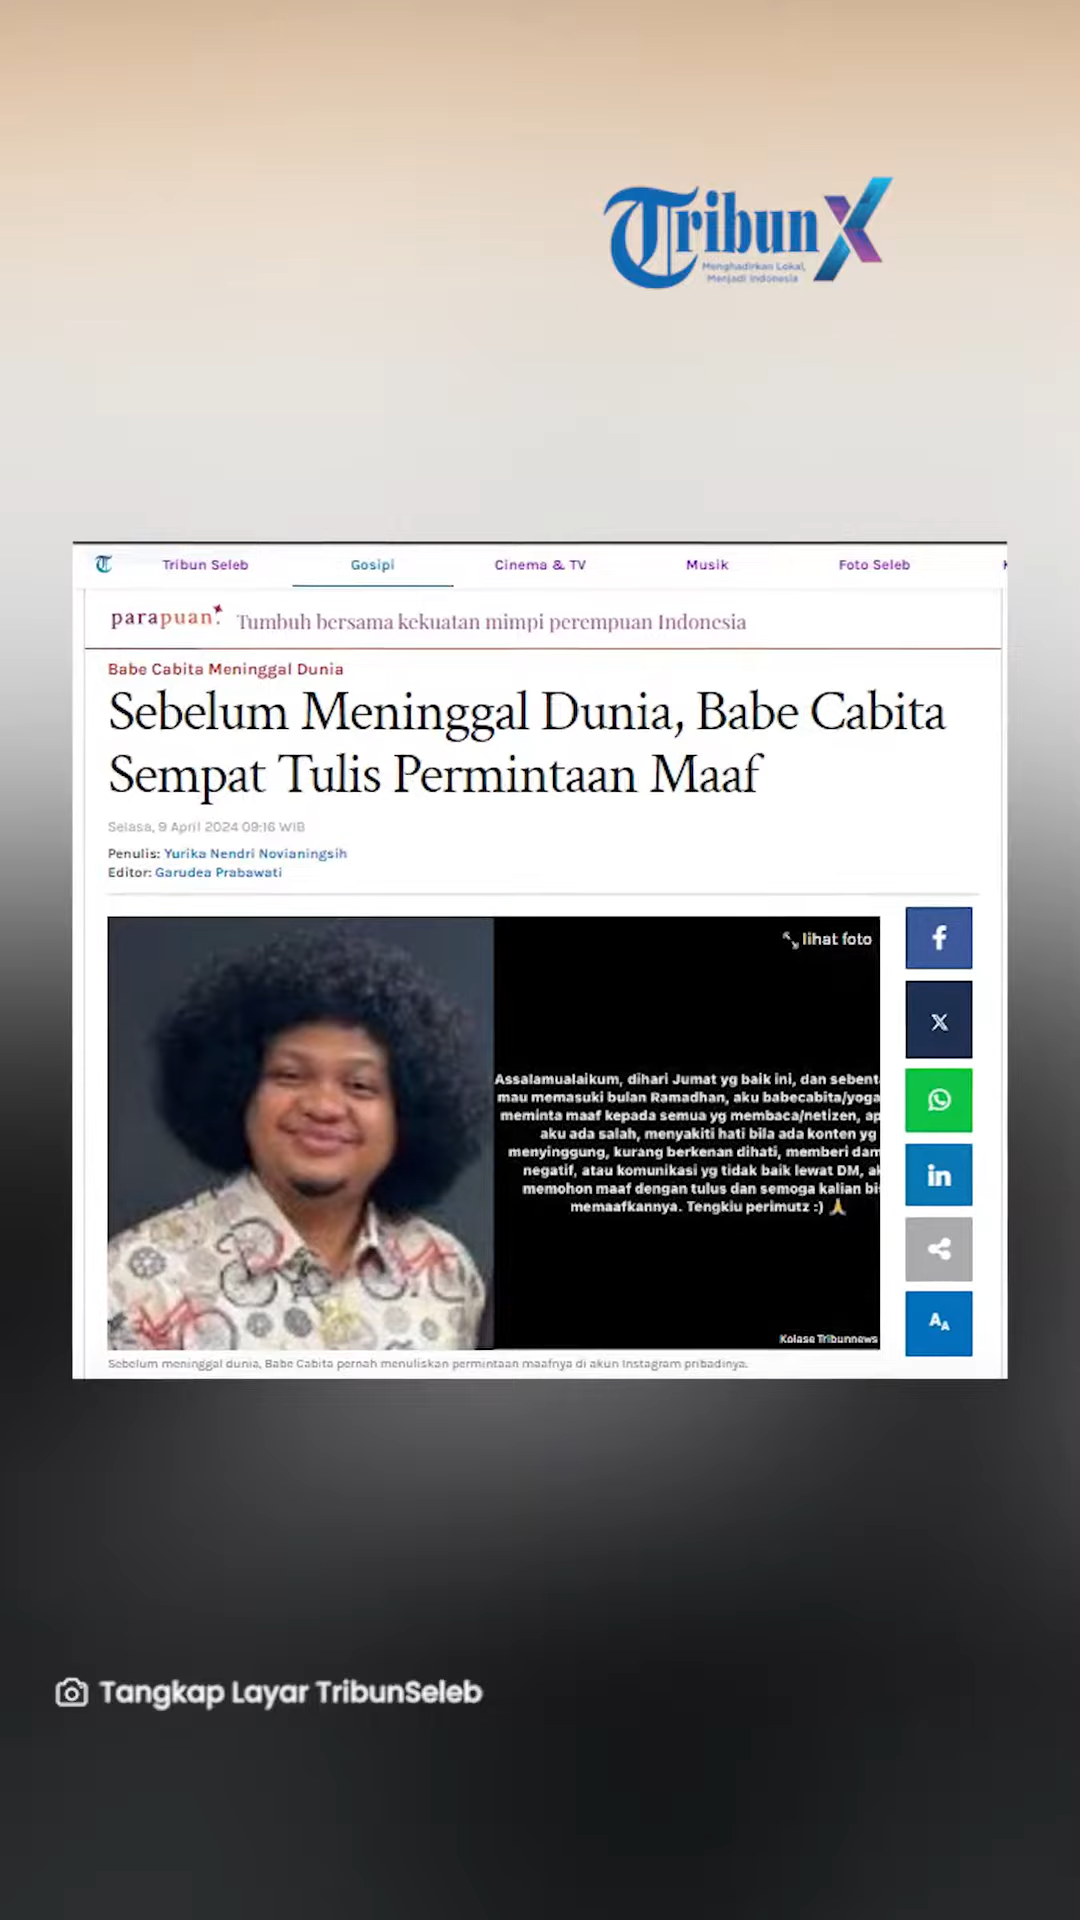 Tribun X
Menghadirkan Lokal,
Menjadi Indonesia
Tribun Seleb Gosipi Cinema & TV Musik Foto Seleb
parapuan. Tumbuh bersama kekuatan mimpi perempuan Indonesia
Babe Cabita Meninggal Dunia
Sebelum Meninggal Dunia, Babe Cabita
Sempat Tulis Permintaan Maaf
Selasa, 9 April 2024 09:16 WIB
Penulis: Yurika Nendri Novianingsih
Editor: Garudea Prabawati
lihat foto
Assalamualaikum, dihari Jumat yg baik ini, dan sebent
mau memasuki bulan Ramadhan, aku babecabita/yoga
meminta maaf kepada semua yg membaca/netizen, ap
aku ada salah, menyakiti hati bila ada konten yg
menyinggung, kurang berkenan dihati, memberi dam
negatif, atau komunikasi yg tidak baik lewat DM, ak
memohon maaf dengan tulus dan semoga kalian bi
memaafkannya. Tengkiu perimutz :) 🙏
Kolase Tribunnews
Sebelum meninggal dunia, Babe Cabita pernah menuliskan permintaan maafnya di akun Instagram pribadinya.
Tangkap Layar TribunSeleb